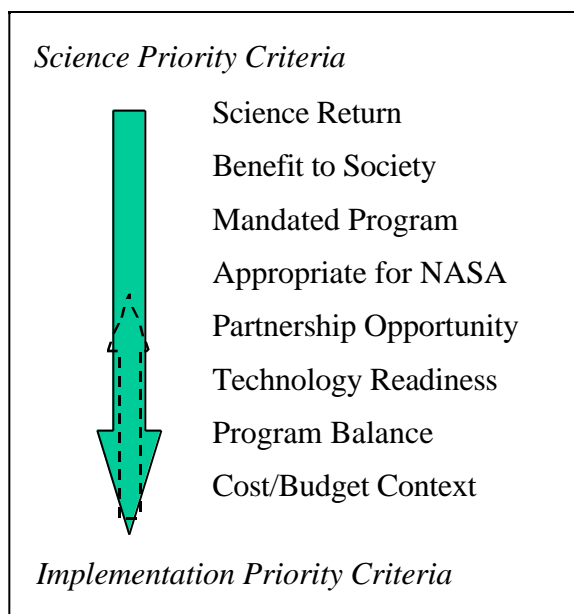 Science Priority Criteria
Science Return
Benefit to Society
Mandated Program
Appropriate for NASA
Partnership Opportunity
Technology Readiness
Program Balance
Cost/Budget Context
Implementation Priority Criteria